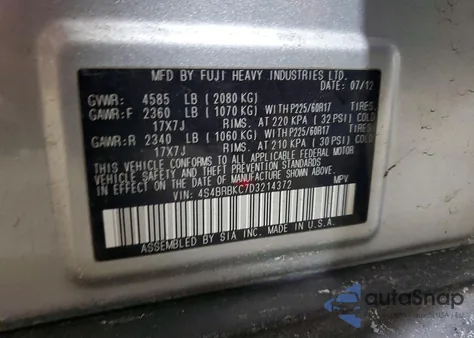 MFD BY FUJI HEAVY INDUSTRIES LTD.
DATE: 07/12
GVWR: 4585 LB ( 2080 KG)
GAWR:F 2360 LB ( 1070 KG) WITH P225/60R17 TIRES,
17X7J RIMS, AT 220 KPA ( 32 PSI) COLD
GAWR:R 2340 LB ( 1060 KG) WITH P225/60R17 TIRES,
17X7J RIMS, AT 210 KPA ( 30 PSI) COLD
THIS VEHICLE CONFORMS TO ALL APPLICABLE FEDERAL MOTOR
VEHICLE SAFETY AND THEFT PREVENTION STANDARDS
IN EFFECT ON THE DATE OF MANUFACTURE SHOWN ABOVE.
VIN: 4S4BRBKC7D3214372 MPV
ASSEMBLED BY SIA INC. MADE IN U.S.A.
autoSnap